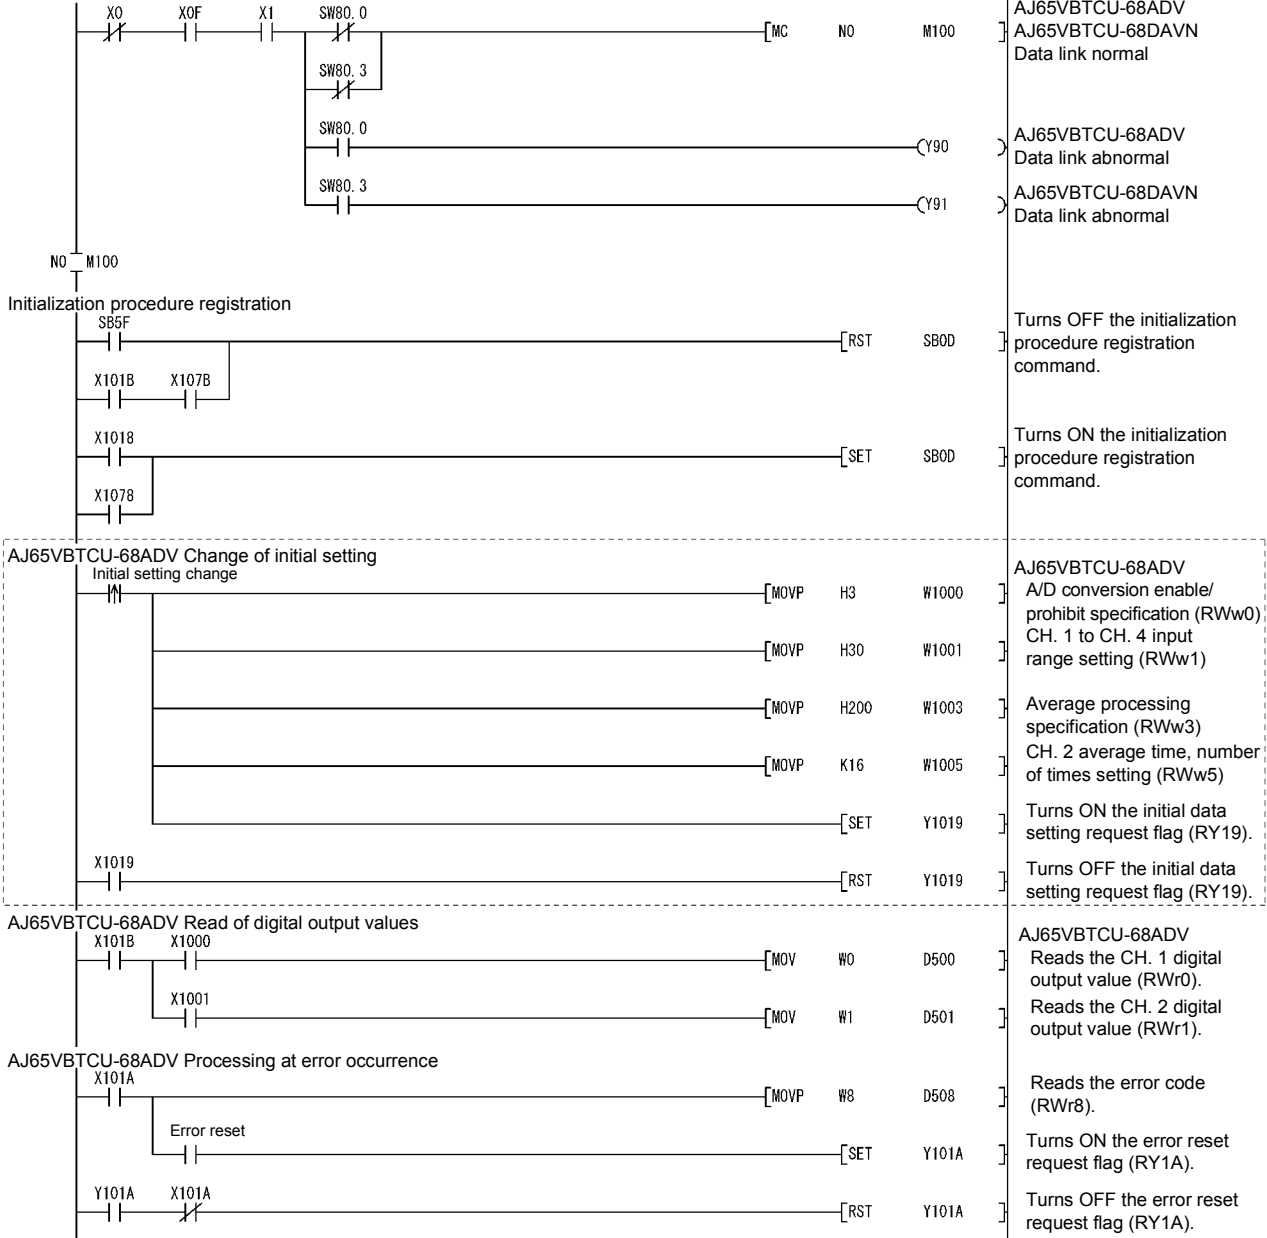 X0 X0F X1 SW80.0
MC N0 M100
AJ65VBTCU-68ADV
AJ65VBTCU-68DAVN
Data link normal
SW80.3
SW80.0
Y90
AJ65VBTCU-68ADV
Data link abnormal
SW80.3
Y91
AJ65VBTCU-68DAVN
Data link abnormal
N0 M100
Initialization procedure registration
SB5F
RST SB0D
Turns OFF the initialization
procedure registration
command.
X101B X107B
X1018
SET SB0D
Turns ON the initialization
procedure registration
command.
X1078
AJ65VBTCU-68ADV Change of initial setting
Initial setting change
MOVP H3 W1000
AJ65VBTCU-68ADV
A/D conversion enable/
prohibit specification (RWw0)
MOVP H30 W1001
CH. 1 to CH. 4 input
range setting (RWw1)
MOVP H200 W1003
Average processing
specification (RWw3)
MOVP K16 W1005
CH. 2 average time, number
of times setting (RWw5)
SET Y1019
Turns ON the initial data
setting request flag (RY19).
X1019
RST Y1019
Turns OFF the initial data
setting request flag (RY19).
AJ65VBTCU-68ADV Read of digital output values
X101B X1000
MOV W0 D500
AJ65VBTCU-68ADV
Reads the CH. 1 digital
output value (RWr0).
X1001
MOV W1 D501
Reads the CH. 2 digital
output value (RWr1).
AJ65VBTCU-68ADV Processing at error occurrence
X101A
MOVP W8 D508
Reads the error code
(RWr8).
Error reset
SET Y101A
Turns ON the error reset
request flag (RY1A).
Y101A X101A
RST Y101A
Turns OFF the error reset
request flag (RY1A).